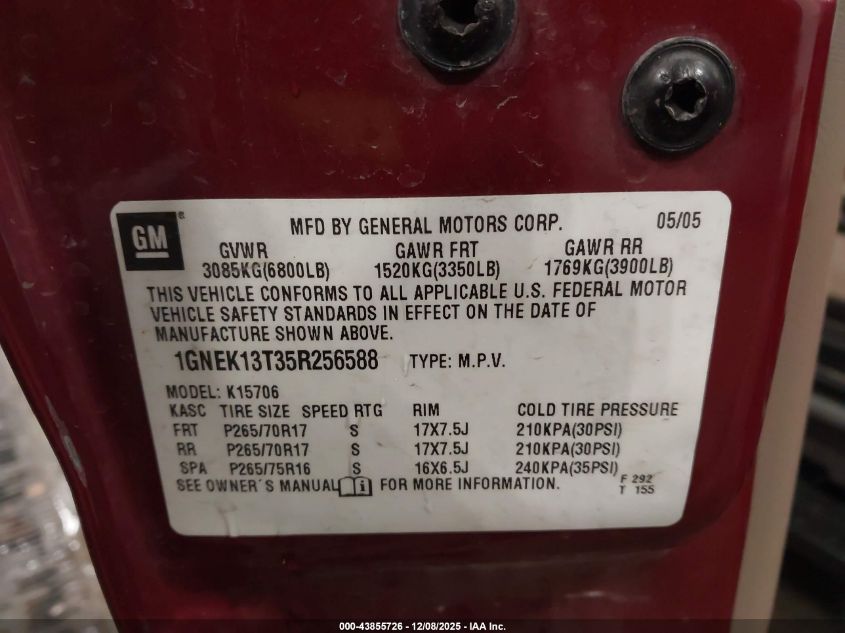 GM ® MFD BY GENERAL MOTORS CORP. 05/05
GVWR GAWR FRT GAWR RR
3085KG(6800LB) 1520KG(3350LB) 1769KG(3900LB)
THIS VEHICLE CONFORMS TO ALL APPLICABLE U.S. FEDERAL MOTOR
VEHICLE SAFETY STANDARDS IN EFFECT ON THE DATE OF
MANUFACTURE SHOWN ABOVE.
1GNEK13T35R256588 TYPE: M.P.V.
MODEL: K15706
KASC TIRE SIZE SPEED RTG RIM COLD TIRE PRESSURE
FRT P265/70R17 S 17X7.5J 210KPA(30PSI)
RR P265/70R17 S 17X7.5J 210KPA(30PSI)
SPA P265/75R16 S 16X6.5J 240KPA(35PSI)
SEE OWNER'S MANUAL i FOR MORE INFORMATION. F 292
T 155
000-43855726 - 12/08/2025 - IAA Inc.